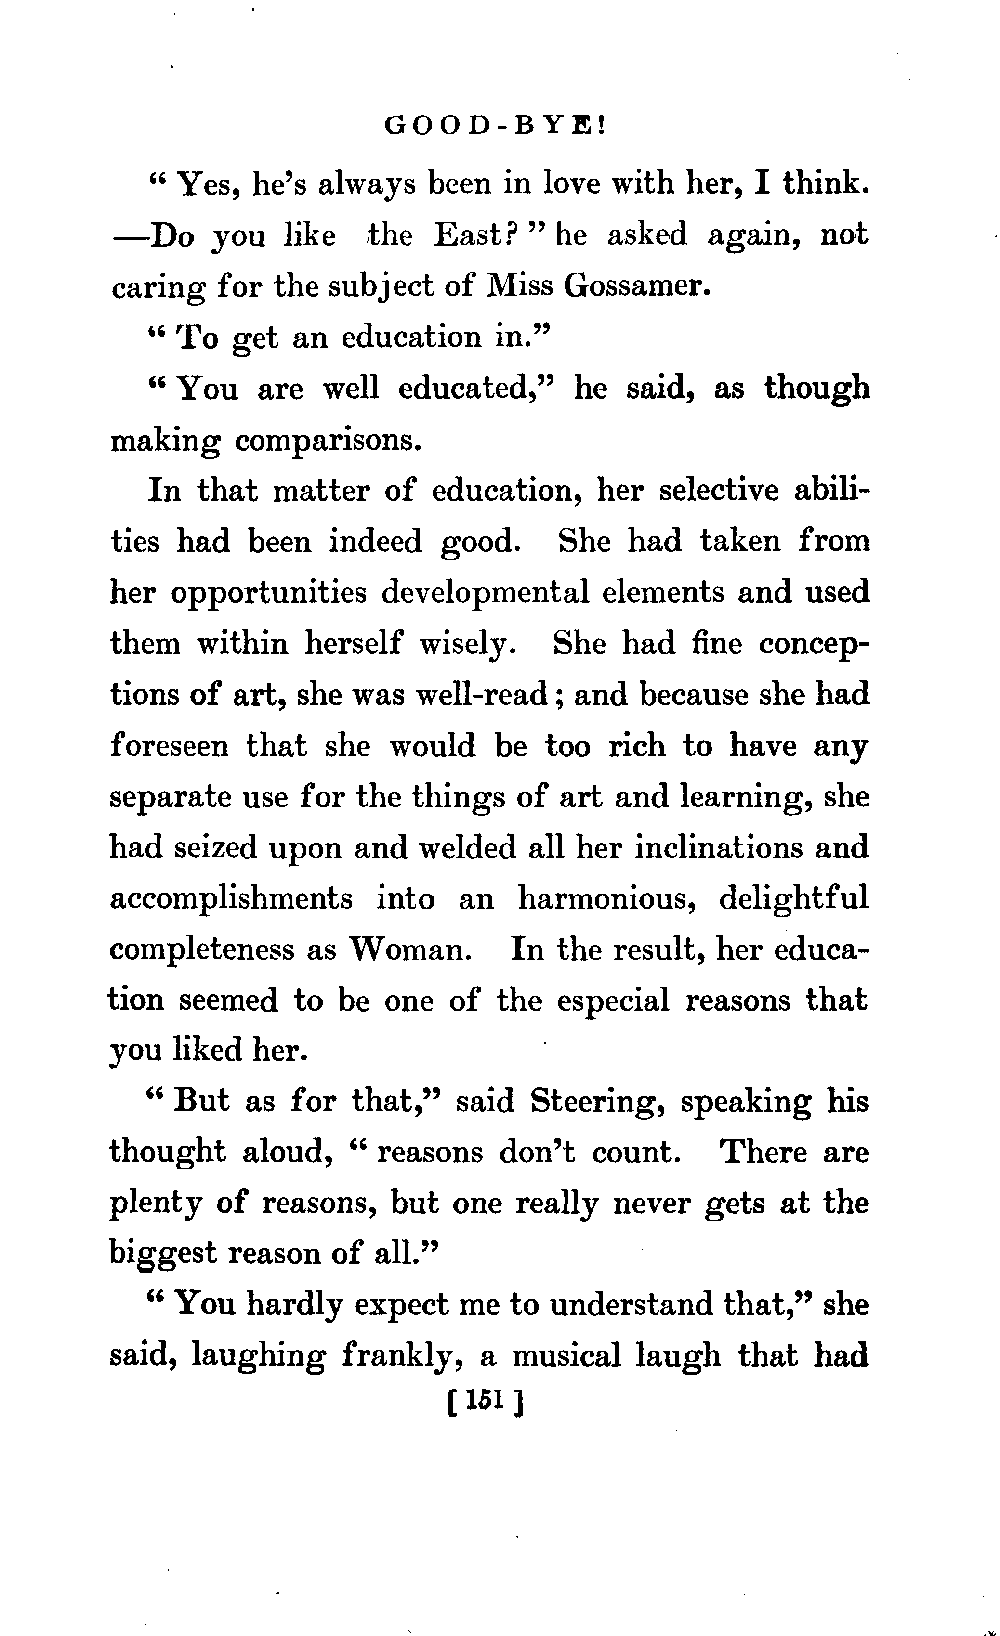 GOOD-BYE!
“ Yes, he’s always been in love with her, I think.
—Do you like the East? ” he asked again, not
caring for the subject of Miss Gossamer.
“ To get an education in.”
“ You are well educated,” he said, as though
making comparisons.
In that matter of education, her selective abili-
ties had been indeed good. She had taken from
her opportunities developmental elements and used
them within herself wisely. She had fine concep-
tions of art, she was well-read; and because she had
foreseen that she would be too rich to have any
separate use for the things of art and learning, she
had seized upon and welded all her inclinations and
accomplishments into an harmonious, delightful
completeness as Woman. In the result, her educa-
tion seemed to be one of the especial reasons that
you liked her.
“ But as for that,” said Steering, speaking his
thought aloud, “ reasons don’t count. There are
plenty of reasons, but one really never gets at the
biggest reason of all.”
“ You hardly expect me to understand that,” she
said, laughing frankly, a musical laugh that had
[ 151 ]